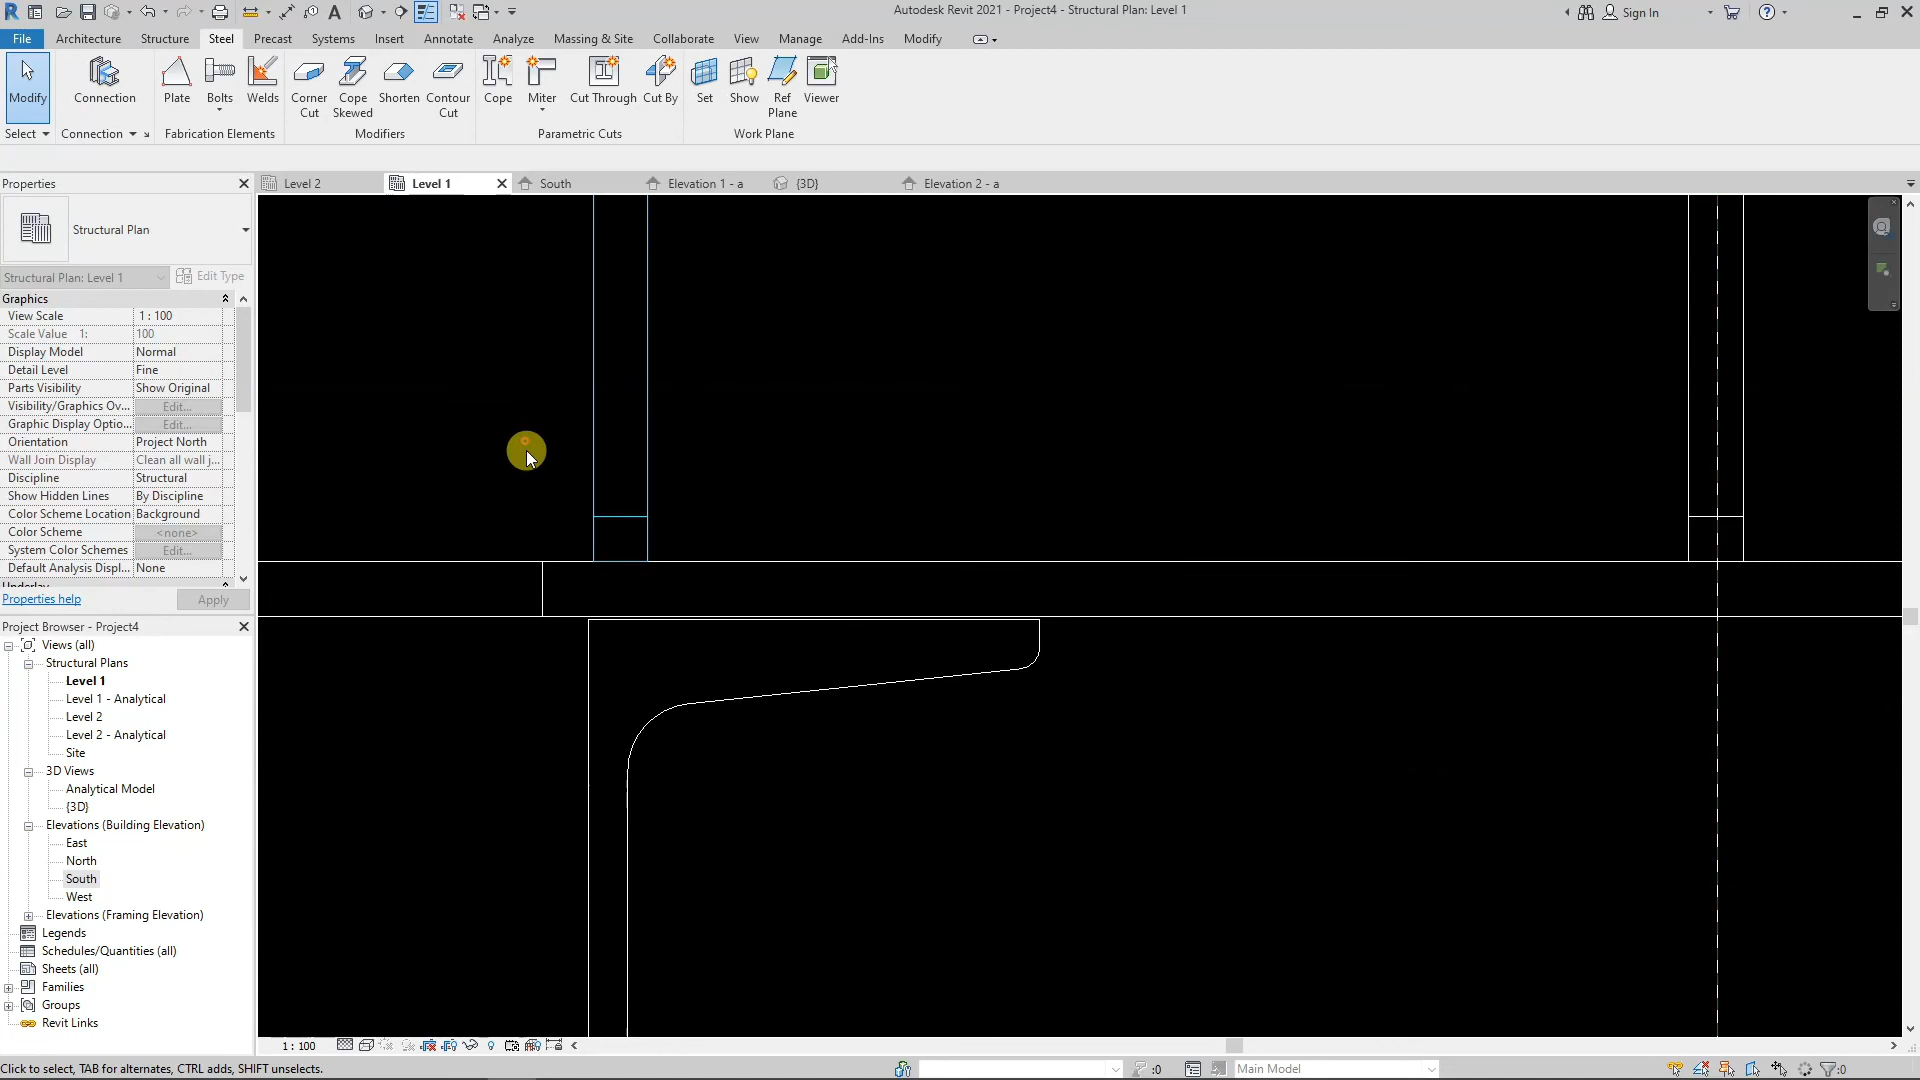 Autodesk Revit 2021 - Project4 - Structural Plan: Level 1
Sign In
File Architecture Structure Steel Precast Systems Insert Annotate Analyze Massing & Site Collaborate View Manage Add-Ins Modify
Modify Connection Plate Bolts Welds Corner Cut Cope Skewed Shorten Contour Cut Cope Miter Cut Through Cut By Set Show Ref Plane Viewer
Select Connection Fabrication Elements Modifiers Parametric Cuts Work Plane
Properties
Level 2 Level 1 South Elevation 1 - a {3D} Elevation 2 - a
Structural Plan
Structural Plan: Level 1 Edit Type
Graphics
View Scale 1 : 100
Scale Value 1: 100
Display Model Normal
Detail Level Fine
Parts Visibility Show Original
Visibility/Graphics Ov... Edit...
Graphic Display Optio... Edit...
Orientation Project North
Wall Join Display Clean all wall j...
Discipline Structural
Show Hidden Lines By Discipline
Color Scheme Location Background
Color Scheme <none>
System Color Schemes Edit...
Default Analysis Displ... None
Underlay
Properties help Apply
Project Browser - Project4
Views (all)
Structural Plans
Level 1
Level 1 - Analytical
Level 2
Level 2 - Analytical
Site
3D Views
Analytical Model
{3D}
Elevations (Building Elevation)
East
North
South
West
Elevations (Framing Elevation)
Legends
Schedules/Quantities (all)
Sheets (all)
Families
Groups
Revit Links
1 : 100
Click to select, TAB for alternates, CTRL adds, SHIFT unselects.
:0
Main Model
:0